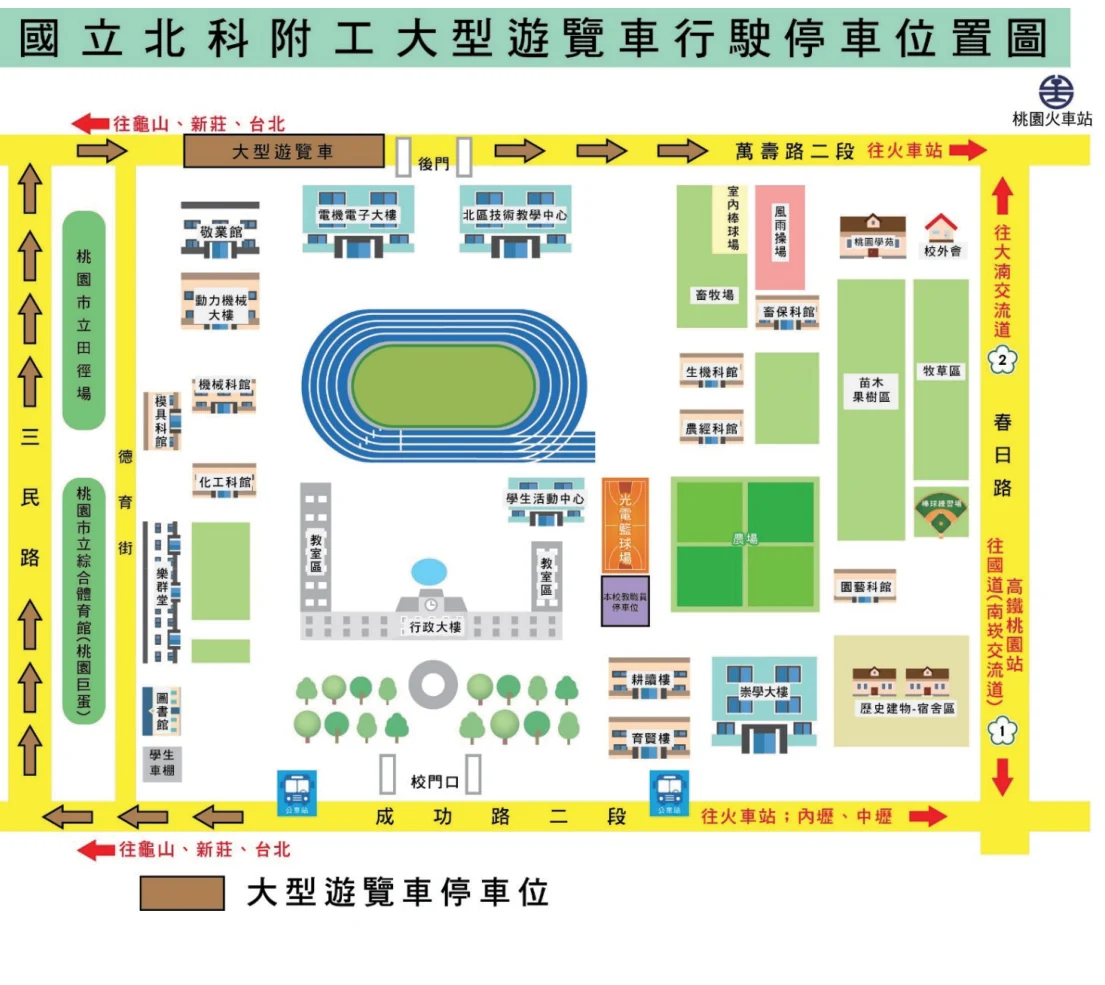 國立北科附工大型遊覽車行駛停車位置圖
桃園火車站
往龜山、新莊、台北
大型遊覽車
後門
萬壽路二段
往火車站
電機電子大樓
北區技術教學中心
敬業館
室內棒球場
風雨操場
桃園學苑
校外會
往大湳交流道
2
桃園市立田徑場
動力機械
大樓
畜牧場
畜保科館
機械科館
模具科館
生機科館
農經科館
苗木
果樹區
牧草區
三民路
德育街
春日路
化工科館
學生活動中心
光電籃球場
農場
棒球練習場
桃園市立綜合體育館(桃園巨蛋)
樂群堂
教室區
教室區
行政大樓
本校教職員
停車位
園藝科館
往國道(南崁交流道)
高鐵桃園站
1
圖書館
學生
車棚
耕讀樓
育賢樓
崇學大樓
歷史建物-宿舍區
校門口
公車站
公車站
成功路二段
往火車站；內壢、中壢
往龜山、新莊、台北
大型遊覽車停車位